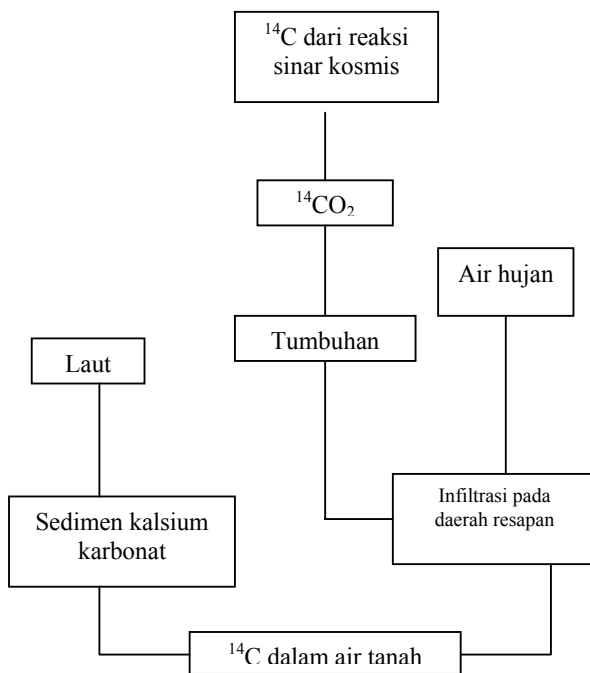 ¹⁴C dari reaksi
sinar kosmis
¹⁴CO₂
Air hujan
Tumbuhan
Laut
Infiltrasi pada
daerah resapan
Sedimen kalsium
karbonat
¹⁴C dalam air tanah